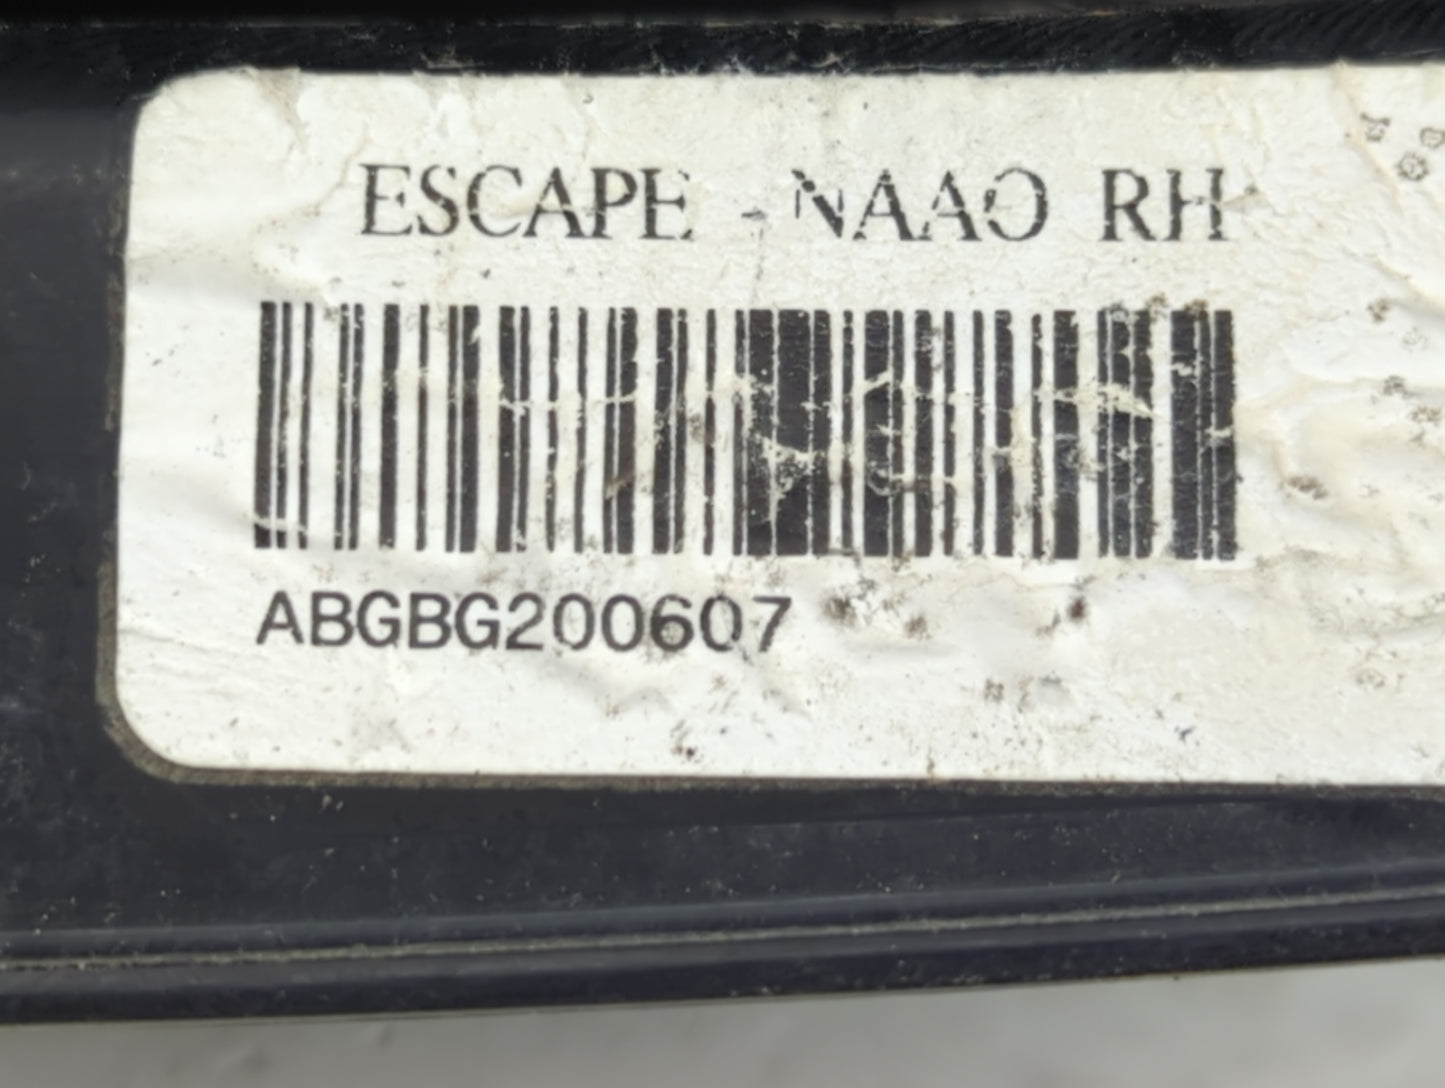 ESCAPE - NAAO RH
ABGBG200607